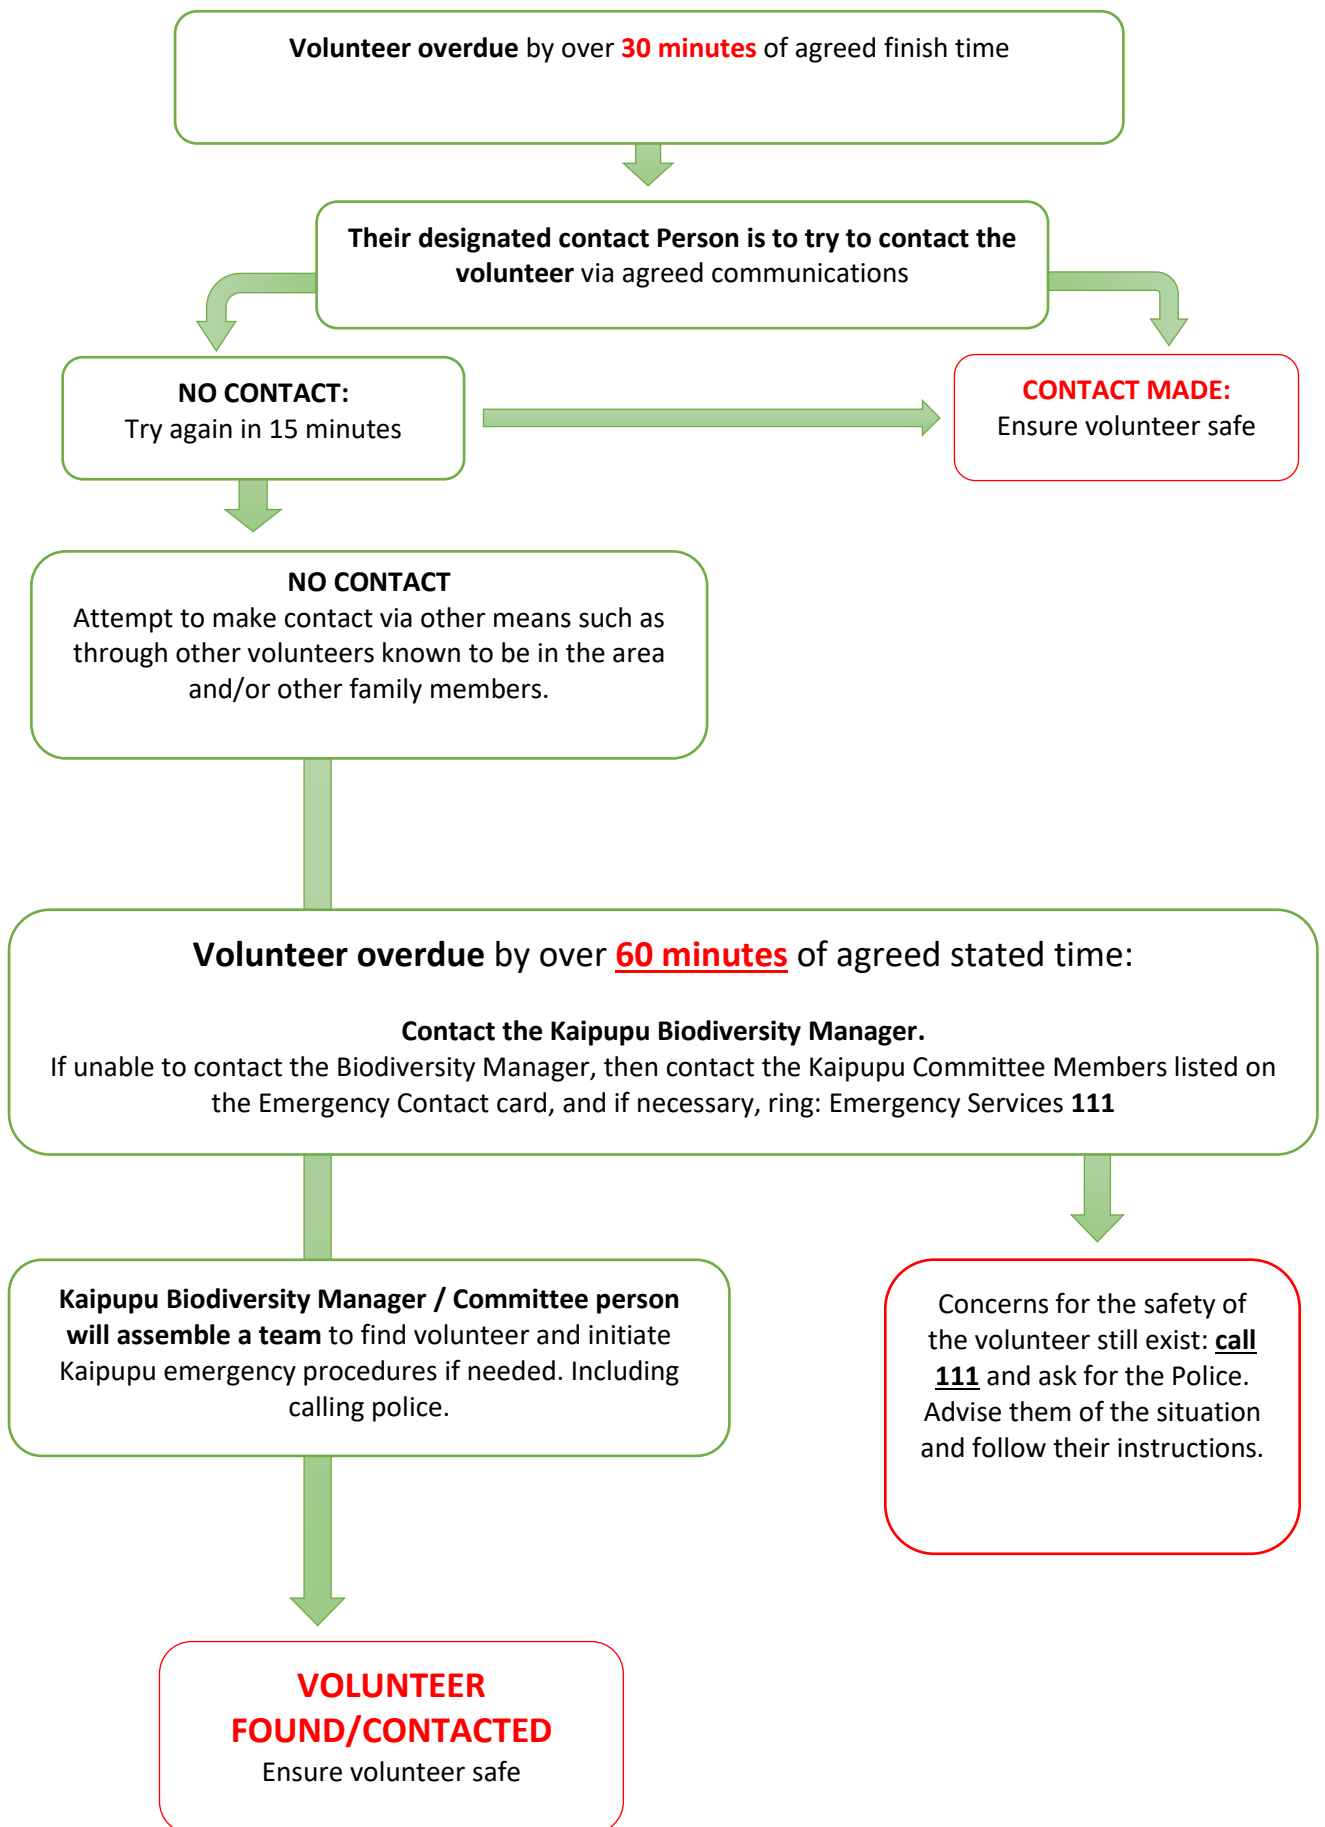 Volunteer overdue by over 30 minutes of agreed finish time
Their designated contact Person is to try to contact the
volunteer via agreed communications
NO CONTACT:
Try again in 15 minutes
CONTACT MADE:
Ensure volunteer safe
NO CONTACT
Attempt to make contact via other means such as
through other volunteers known to be in the area
and/or other family members.
Volunteer overdue by over 60 minutes of agreed stated time:
Contact the Kaipupu Biodiversity Manager.
If unable to contact the Biodiversity Manager, then contact the Kaipupu Committee Members listed on
the Emergency Contact card, and if necessary, ring: Emergency Services 111
Kaipupu Biodiversity Manager / Committee person
will assemble a team to find volunteer and initiate
Kaipupu emergency procedures if needed. Including
calling police.
Concerns for the safety of
the volunteer still exist: call
111 and ask for the Police.
Advise them of the situation
and follow their instructions.
VOLUNTEER
FOUND/CONTACTED
Ensure volunteer safe